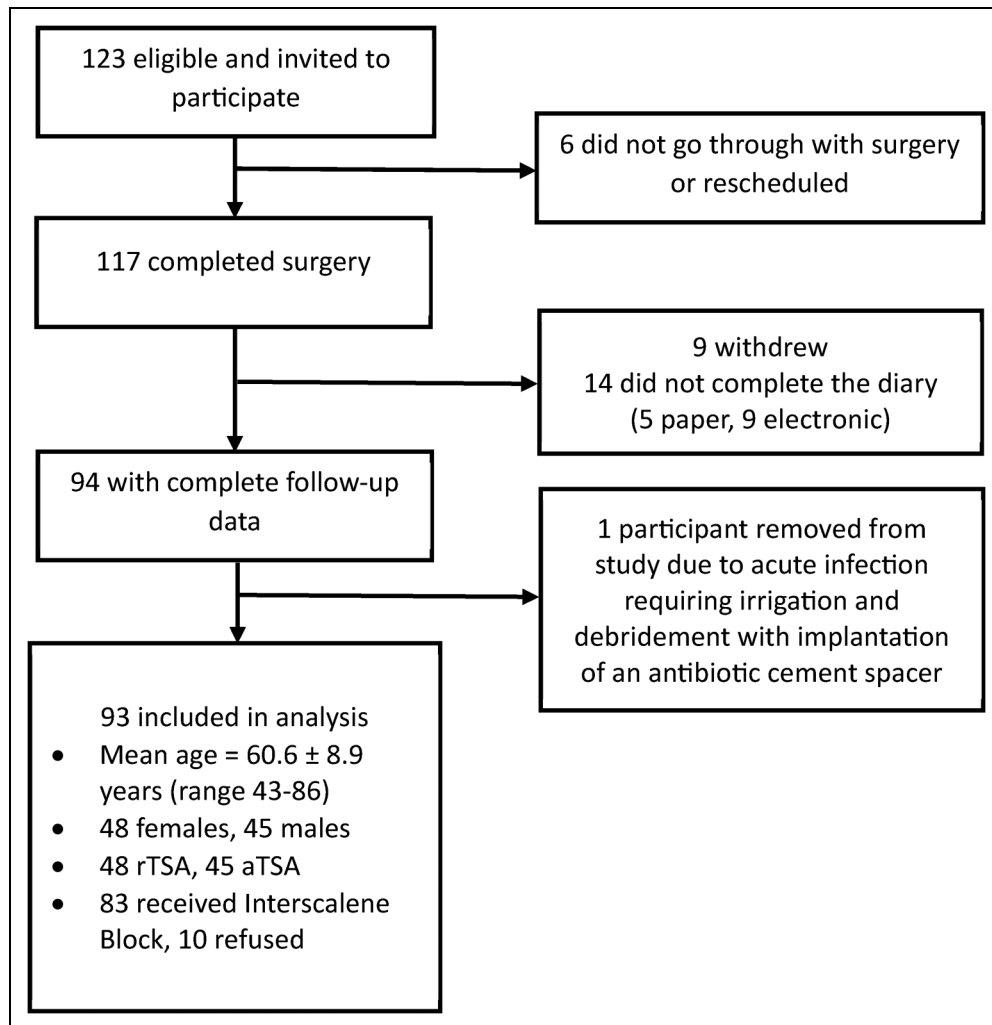 123 eligible and invited to
participate
6 did not go through with surgery
or rescheduled
117 completed surgery
9 withdrew
14 did not complete the diary
(5 paper, 9 electronic)
94 with complete follow-up
data
1 participant removed from
study due to acute infection
requiring irrigation and
debridement with implantation
of an antibiotic cement spacer
93 included in analysis
• Mean age = 60.6 ± 8.9
years (range 43-86)
• 48 females, 45 males
• 48 rTSA, 45 aTSA
• 83 received Interscalene
Block, 10 refused